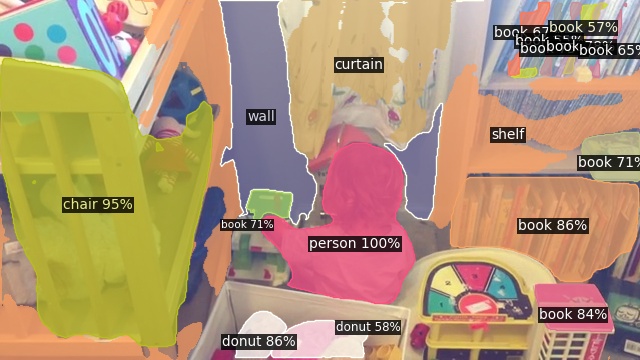 book 57%
book 65%
curtain
wall
shelf
book 71%
chair 95%
book 71%
book 86%
person 100%
book 84%
donut 58%
donut 86%